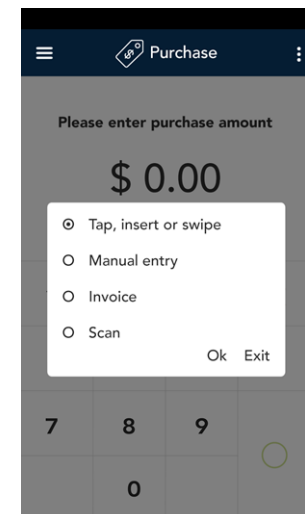 Purchase
Please enter purchase amount
$ 0.00
Tap, insert or swipe
Manual entry
Invoice
Scan
Ok Exit
7 8 9
0